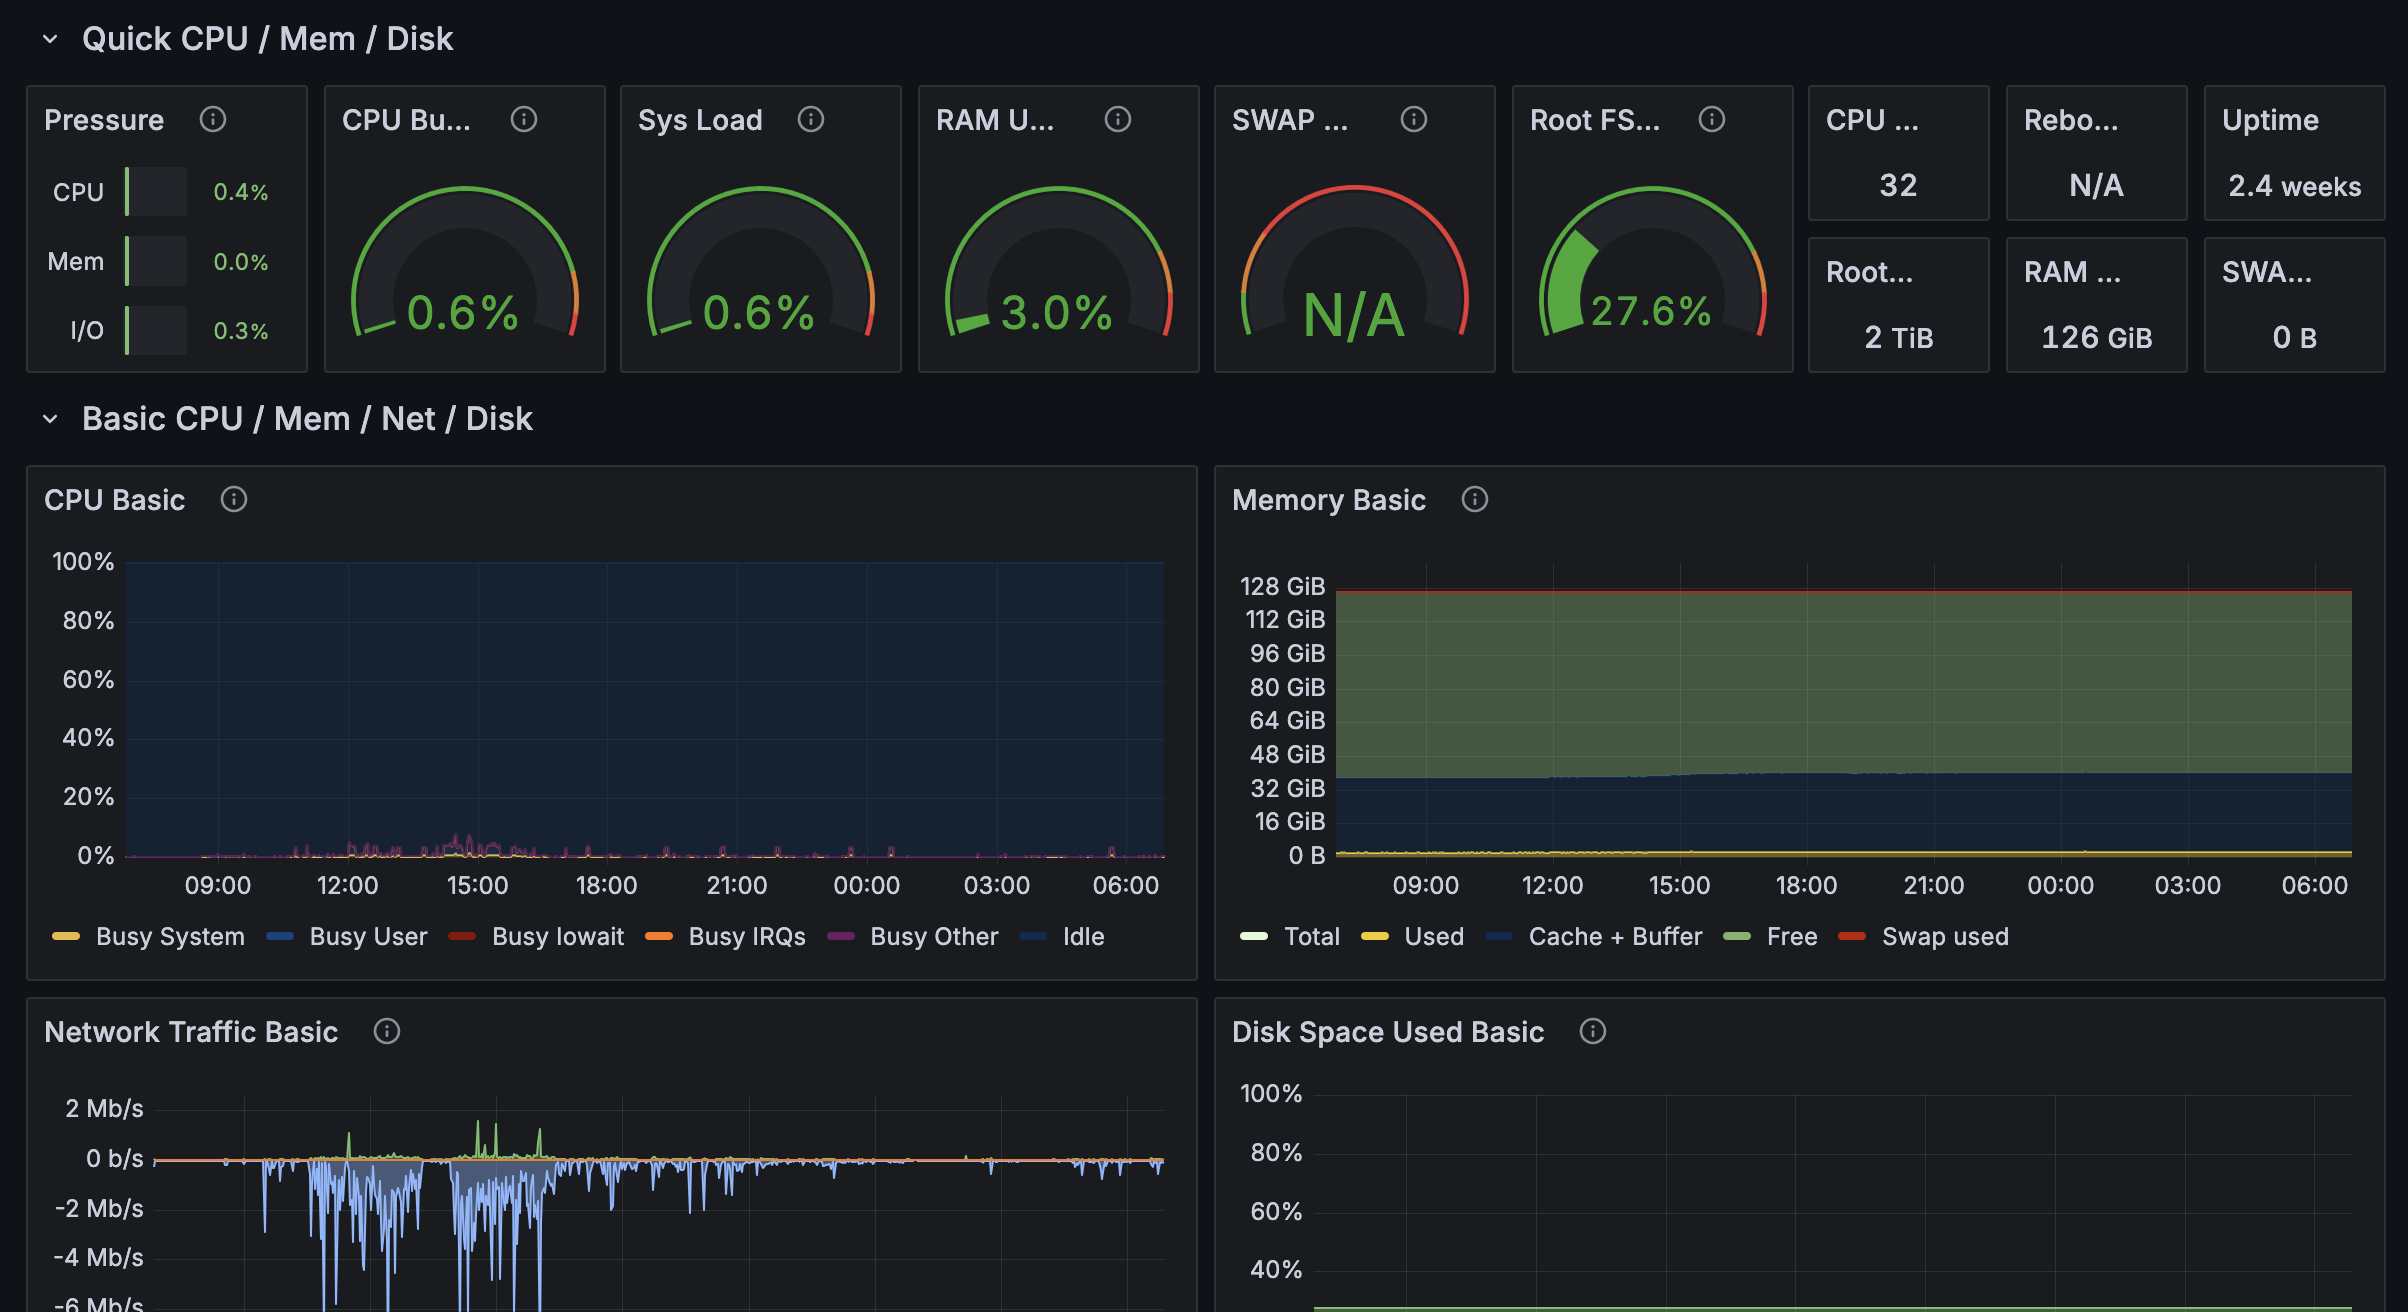 Quick CPU / Mem / Disk
Pressure
CPU Bu...
Sys Load
RAM U...
SWAP ...
Root FS...
CPU ...
Rebo...
Uptime
CPU 0.4%
Mem 0.0%
I/O 0.3%
0.6%
0.6%
3.0%
N/A
27.6%
32
N/A
2.4 weeks
Root...
RAM ...
SWA...
2 TiB
126 GiB
0 B
Basic CPU / Mem / Net / Disk
CPU Basic
100%
80%
60%
40%
20%
0%
09:00 12:00 15:00 18:00 21:00 00:00 03:00 06:00
Busy System Busy User Busy Iowait Busy IRQs Busy Other Idle
Memory Basic
128 GiB
112 GiB
96 GiB
80 GiB
64 GiB
48 GiB
32 GiB
16 GiB
0 B
09:00 12:00 15:00 18:00 21:00 00:00 03:00 06:00
Total Used Cache + Buffer Free Swap used
Network Traffic Basic
2 Mb/s
0 b/s
-2 Mb/s
-4 Mb/s
-6 Mb/s
Disk Space Used Basic
100%
80%
60%
40%